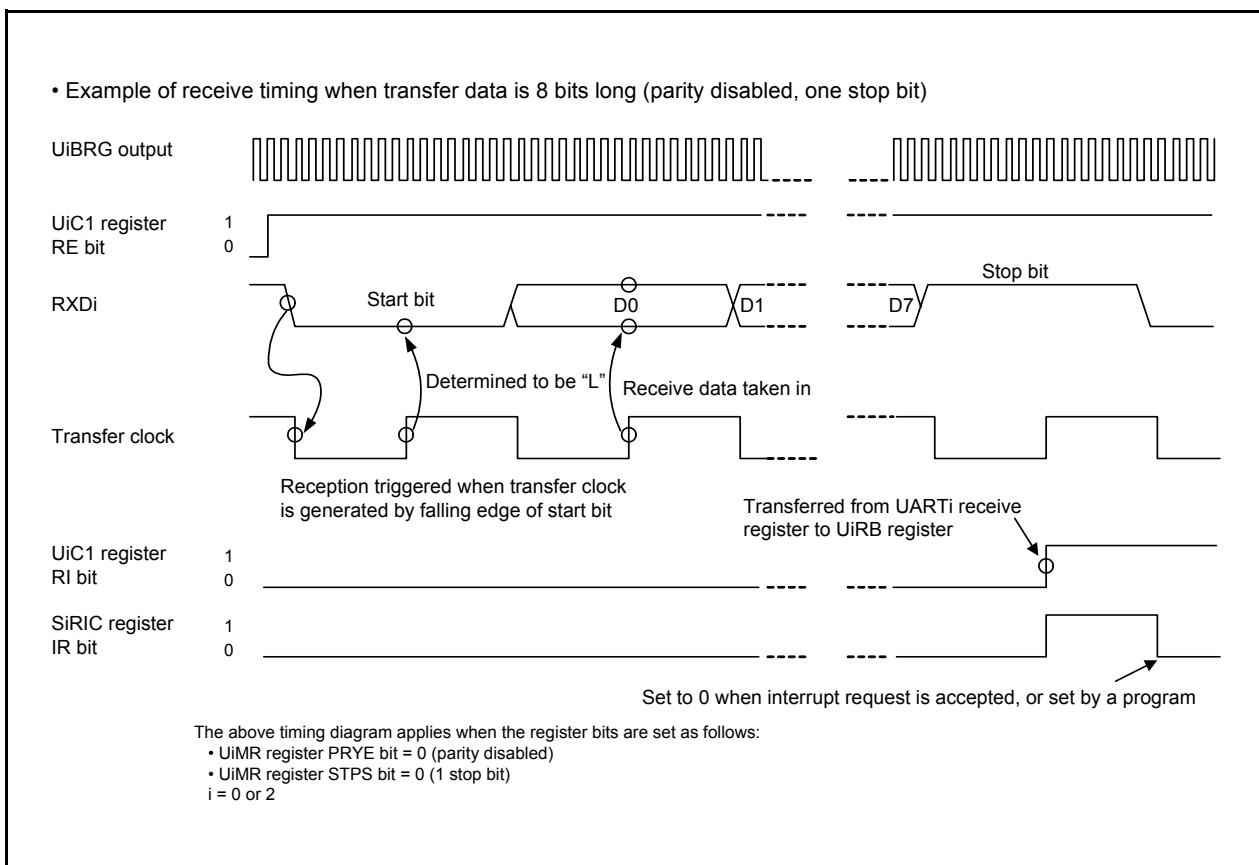 • Example of receive timing when transfer data is 8 bits long (parity disabled, one stop bit)
UiBRG output
UiC1 register
RE bit
1
0
RXDi
Start bit
D0
D1
D7
Stop bit
Determined to be “L”
Receive data taken in
Transfer clock
Reception triggered when transfer clock
is generated by falling edge of start bit
Transferred from UARTi receive
register to UiRB register
UiC1 register
RI bit
1
0
SiRIC register
IR bit
1
0
Set to 0 when interrupt request is accepted, or set by a program
The above timing diagram applies when the register bits are set as follows:
• UiMR register PRYE bit = 0 (parity disabled)
• UiMR register STPS bit = 0 (1 stop bit)
i = 0 or 2